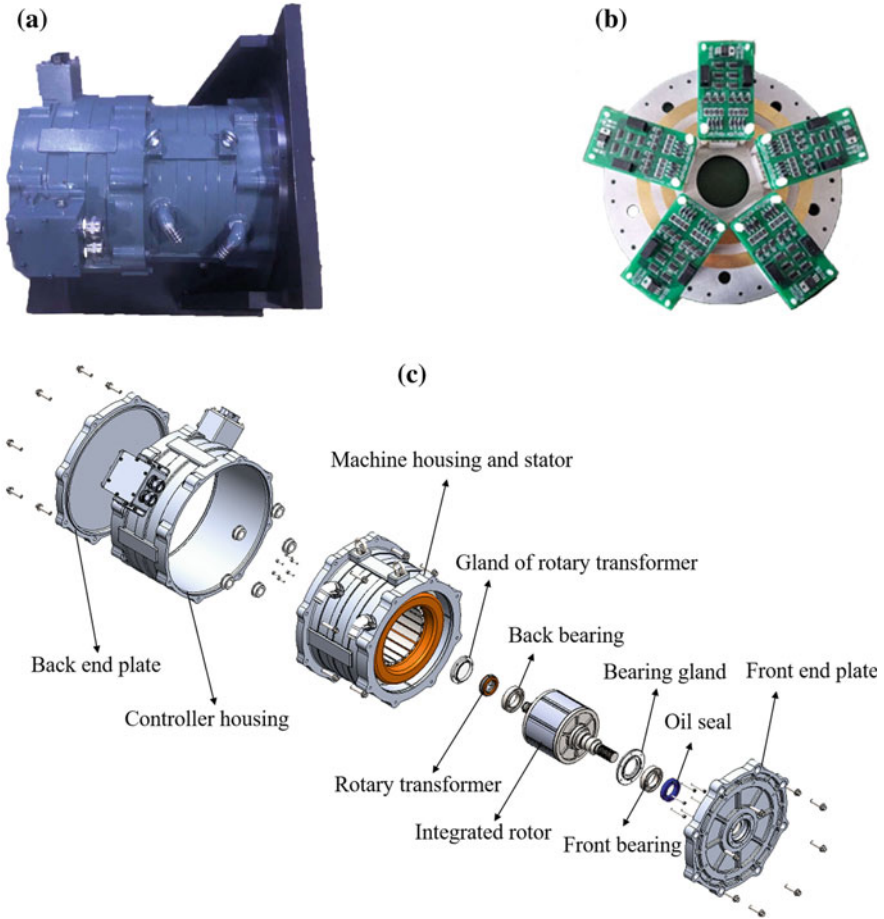 (a)
(b)
(c)
Machine housing and stator
Gland of rotary transformer
Back bearing
Bearing gland
Front end plate
Back end plate
Oil seal
Controller housing
Rotary transformer
Integrated rotor
Front bearing